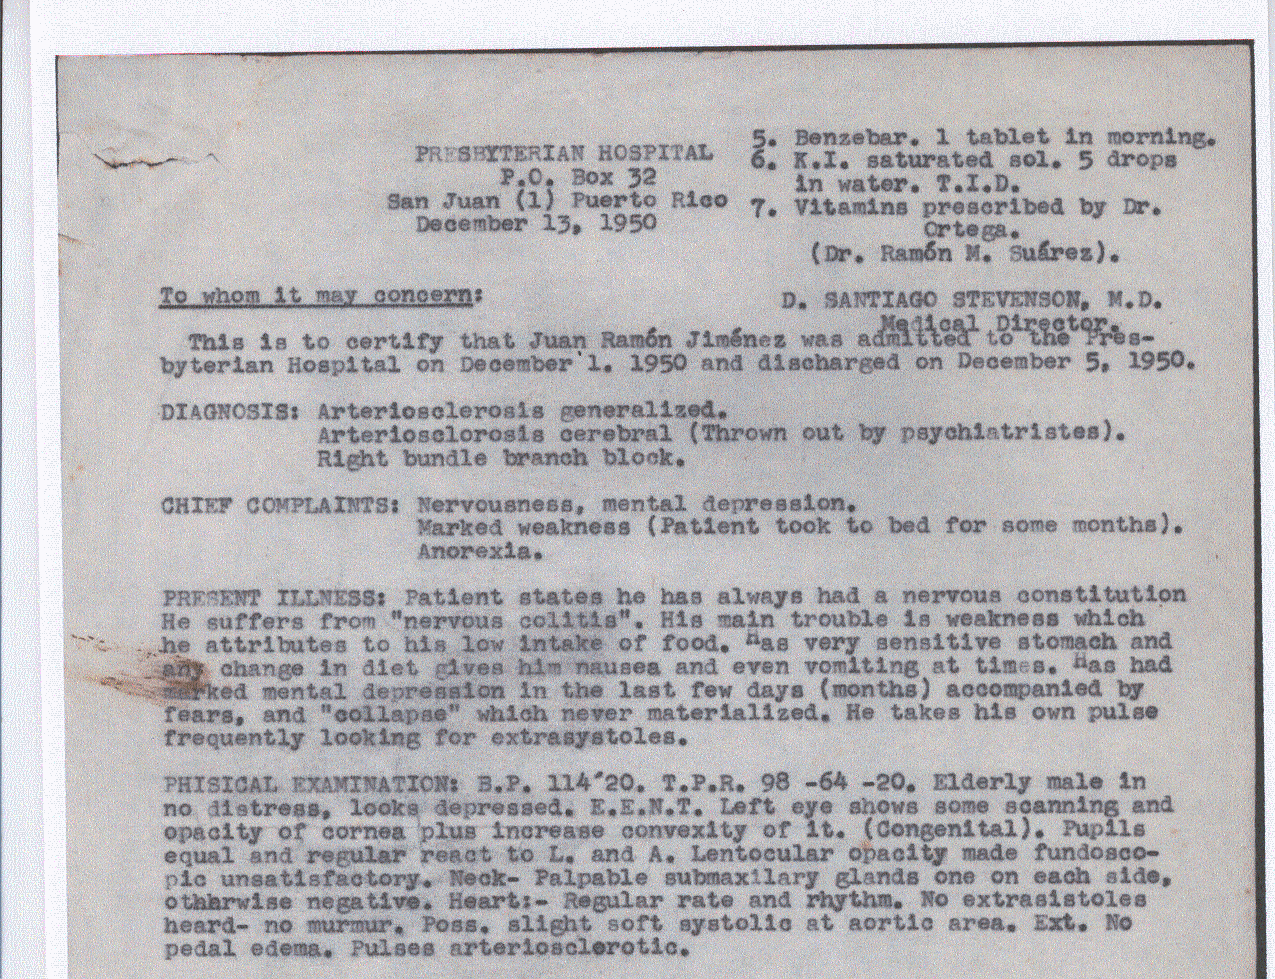 PRESBYTERIAN HOSPITAL
P.O. Box 32
San Juan (1) Puerto Rico
December 13, 1950
5. Benzebar. 1 tablet in morning.
6. K.I. saturated sol. 5 drops
in water. T.I.D.
7. Vitamins prescribed by Dr.
Ortega.
(Dr. Ramón M. Suárez).
D. SANTIAGO STEVENSON, M.D.
Medical Director.
To whom it may concern:
This is to certify that Juan Ramón Jiménez was admitted to the Pres-
byterian Hospital on December 1. 1950 and discharged on December 5, 1950.
DIAGNOSIS: Arteriosclerosis generalized.
Arteriosclorosis cerebral (Thrown out by psychiatristes).
Right bundle branch block.
CHIEF COMPLAINTS: Nervousness, mental depression.
Marked weakness (Patient took to bed for some months).
Anorexia.
PRESENT ILLNESS: Patient states he has always had a nervous constitution
He suffers from "nervous colitis". His main trouble is weakness which
he attributes to his low intake of food. Has very sensitive stomach and
any change in diet gives him nausea and even vomiting at times. Has had
marked mental depression in the last few days (months) accompanied by
fears, and "collapse" which never materialized. He takes his own pulse
frequently looking for extrasystoles.
PHISICAL EXAMINATION: B.P. 114"20. T.P.R. 98 -64 -20. Elderly male in
no distress, looks depressed. E.E.N.T. Left eye shows some scanning and
opacity of cornea plus increase convexity of it. (Congenital). Pupils
equal and regular react to L. and A. Lentocular opacity made fundosco-
pic unsatisfactory. Neck- Palpable submaxilary glands one on each side,
othhrwise negative. Heart:- Regular rate and rhythm. No extrasistoles
heard- no murmur. Poss. slight soft systolic at aortic area. Ext. No
pedal edema. Pulses arteriosclerotic.